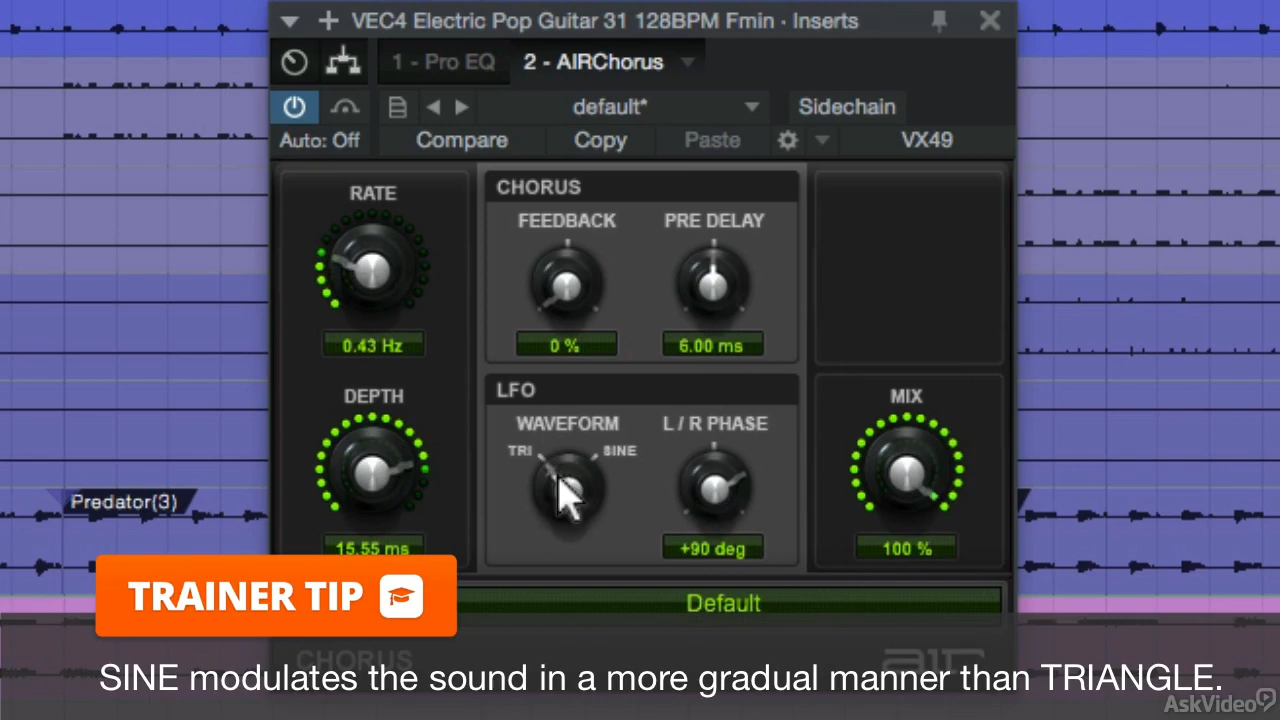 VEC4 Electric Pop Guitar 31 128BPM Fmin · Inserts
1 - Pro EQ
2 - AIRChorus
default*
Sidechain
Auto: Off
Compare
Copy
Paste
VX49
RATE
0.43 Hz
DEPTH
15.55 ms
CHORUS
FEEDBACK
PRE DELAY
0 %
6.00 ms
LFO
WAVEFORM
L / R PHASE
TRI
SINE
+90 deg
MIX
100 %
Predator(3)
Default
TRAINER TIP
CHORUS
AIR
SINE modulates the sound in a more gradual manner than TRIANGLE.
AskVideo